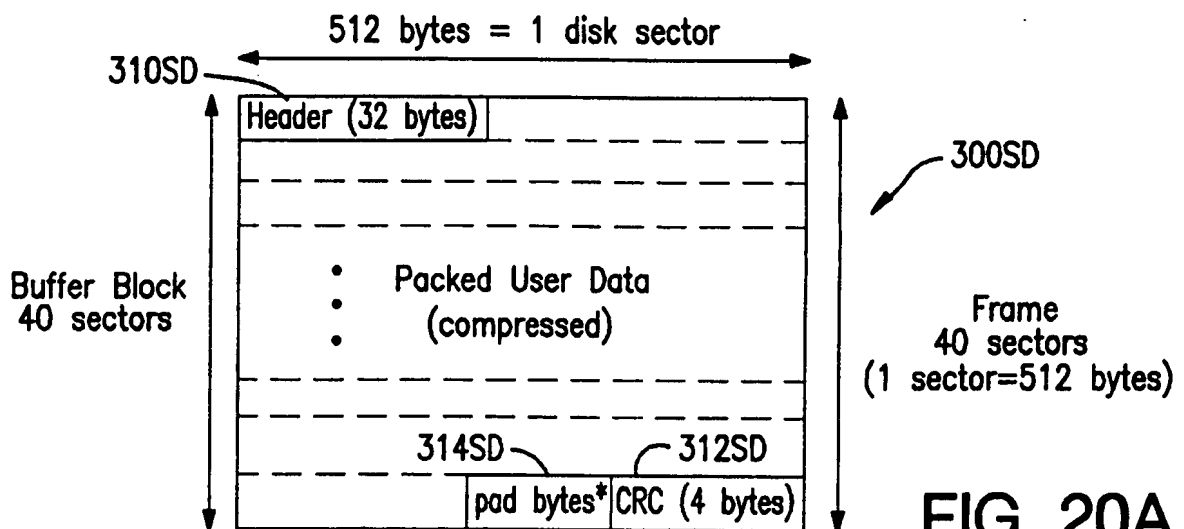 512 bytes = 1 disk sector
310SD
Header (32 bytes)
300SD
Buffer Block
40 sectors
Packed User Data
(compressed)
Frame
40 sectors
(1 sector=512 bytes)
314SD
312SD
pad bytes*
CRC (4 bytes)
FIG. 20A